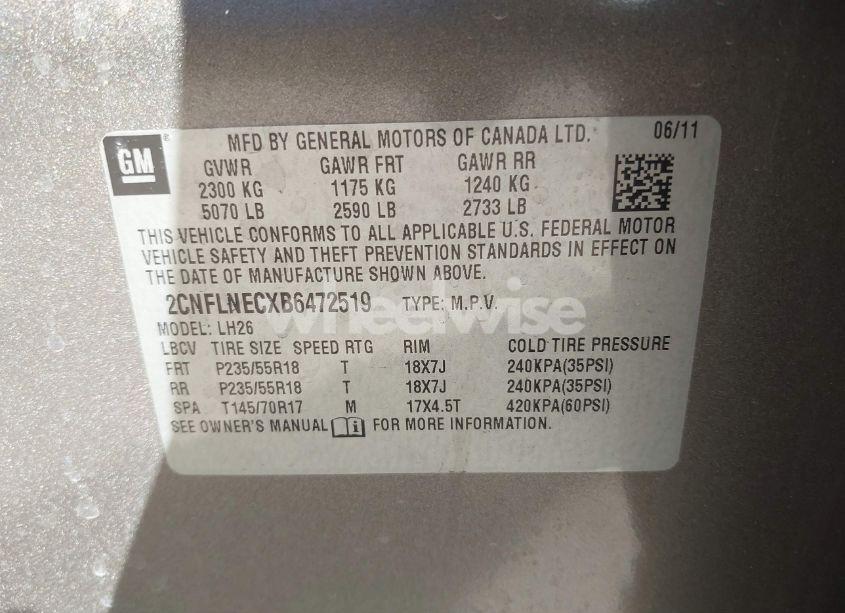 GM ®
MFD BY GENERAL MOTORS OF CANADA LTD. 06/11
GVWR GAWR FRT GAWR RR
2300 KG 1175 KG 1240 KG
5070 LB 2590 LB 2733 LB
THIS VEHICLE CONFORMS TO ALL APPLICABLE U.S. FEDERAL MOTOR
VEHICLE SAFETY AND THEFT PREVENTION STANDARDS IN EFFECT ON
THE DATE OF MANUFACTURE SHOWN ABOVE.
2CNFLNECXB6472519 TYPE: M.P.V.
wheelwise
MODEL: LH26
LBCV TIRE SIZE SPEED RTG RIM COLD TIRE PRESSURE
FRT P235/55R18 T 18X7J 240KPA(35PSI)
RR P235/55R18 T 18X7J 240KPA(35PSI)
SPA T145/70R17 M 17X4.5T 420KPA(60PSI)
SEE OWNER'S MANUAL FOR MORE INFORMATION.